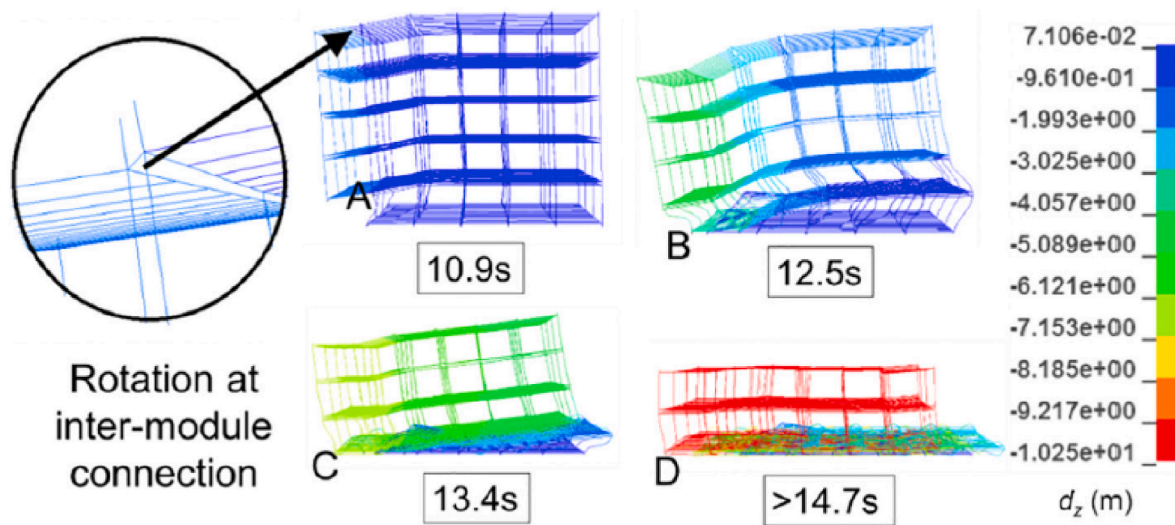 A
10.9s
B
12.5s
Rotation at
inter-module
connection
C
13.4s
D
>14.7s
7.106e-02
-9.610e-01
-1.993e+00
-3.025e+00
-4.057e+00
-5.089e+00
-6.121e+00
-7.153e+00
-8.185e+00
-9.217e+00
-1.025e+01
d_z (m)